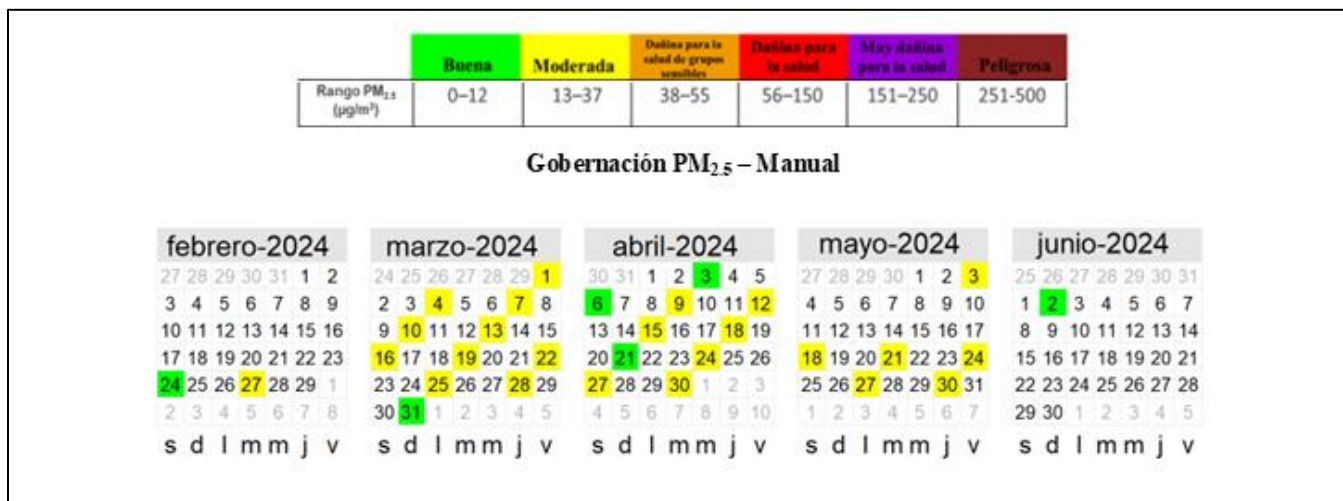 Buena Moderada Dañina para la salud de grupos sensibles Dañina para la salud Muy dañina para la salud Peligrosa
Rango PM2.5 (µg/m³) 0–12 13–37 38–55 56–150 151–250 251-500
Gobernación PM2.5 – Manual
febrero-2024 marzo-2024 abril-2024 mayo-2024 junio-2024
27 28 29 30 31 1 2 24 25 26 27 28 29 1 30 31 1 2 3 4 5 27 28 29 30 1 2 3 25 26 27 28 29 30 31
3 4 5 6 7 8 9 2 3 4 5 6 7 8 6 7 8 9 10 11 12 4 5 6 7 8 9 10 1 2 3 4 5 6 7
10 11 12 13 14 15 16 9 10 11 12 13 14 15 13 14 15 16 17 18 19 11 12 13 14 15 16 17 8 9 10 11 12 13 14
17 18 19 20 21 22 23 16 17 18 19 20 21 22 20 21 22 23 24 25 26 18 19 20 21 22 23 24 15 16 17 18 19 20 21
24 25 26 27 28 29 1 23 24 25 26 27 28 29 27 28 29 30 1 2 3 25 26 27 28 29 30 31 22 23 24 25 26 27 28
2 3 4 5 6 7 8 30 31 1 2 3 4 5 4 5 6 7 8 9 10 1 2 3 4 5 6 7 29 30 1 2 3 4 5
s d l m m j v s d l m m j v s d l m m j v s d l m m j v s d l m m j v